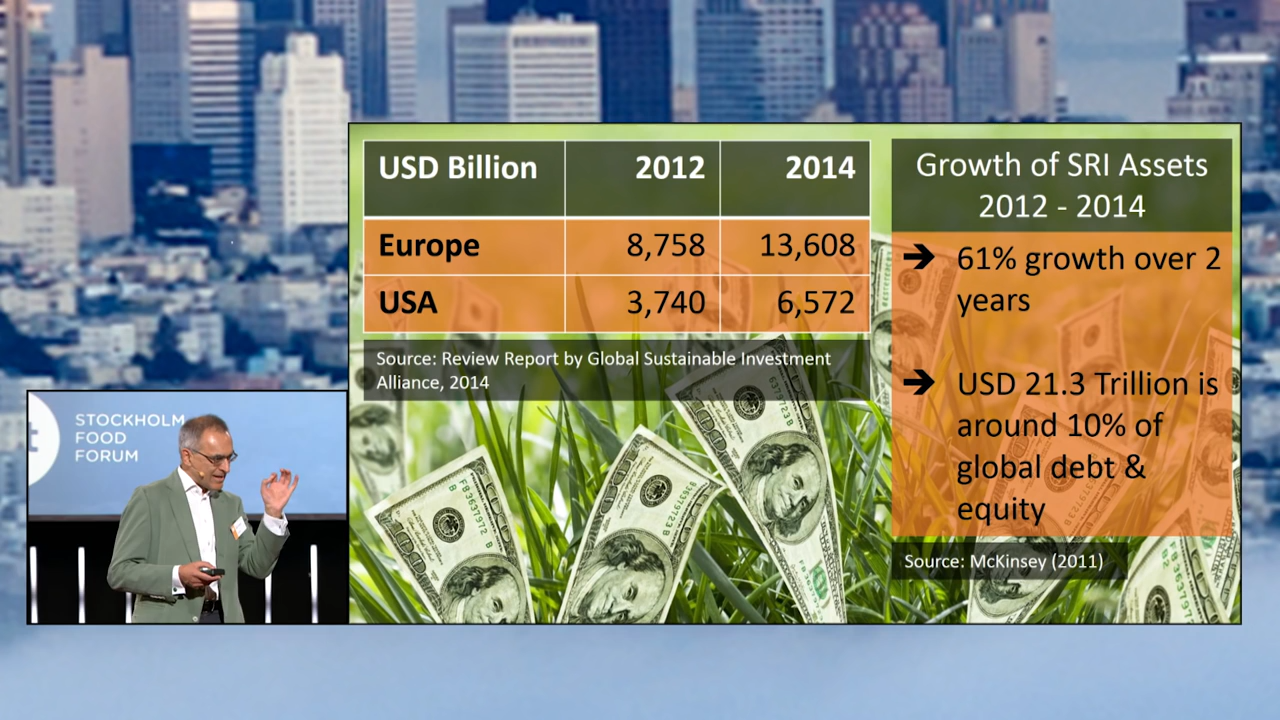 USD Billion 2012 2014
Europe 8,758 13,608
USA 3,740 6,572
Source: Review Report by Global Sustainable Investment
Alliance, 2014
Growth of SRI Assets
2012 - 2014
➔ 61% growth over 2
years
➔ USD 21.3 Trillion is
around 10% of
global debt &
equity
Source: McKinsey (2011)
STOCKHOLM
FOOD
FORUM
FB3637972 B